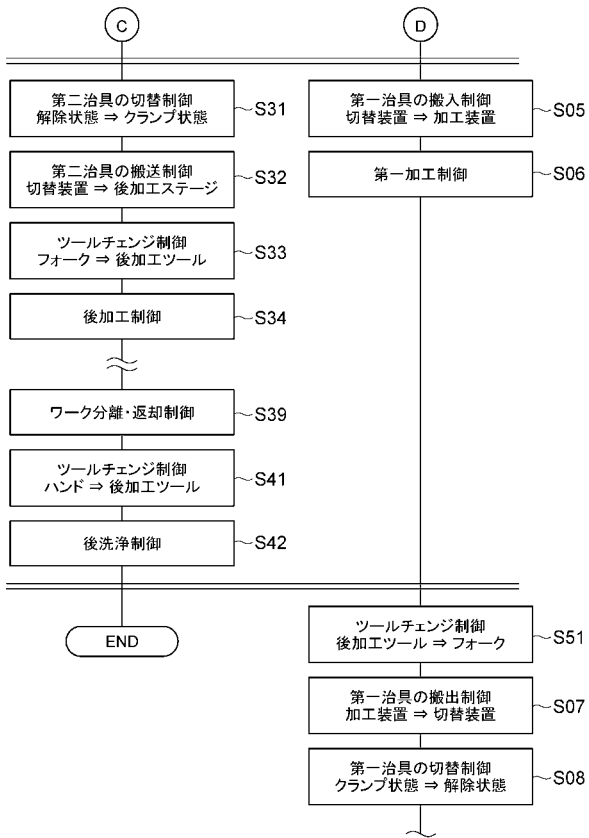 C
D
第二治具の切替制御
解除状態 ⇒ クランプ状態
S31
第一治具の搬入制御
切替装置 ⇒ 加工装置
S05
第二治具の搬送制御
切替装置 ⇒ 後加工ステージ
S32
第一加工制御
S06
ツールチェンジ制御
フォーク ⇒ 後加工ツール
S33
後加工制御
S34
ワーク分離・返却制御
S39
ツールチェンジ制御
ハンド ⇒ 後加工ツール
S41
後洗浄制御
S42
END
ツールチェンジ制御
後加工ツール ⇒ フォーク
S51
第一治具の搬出制御
加工装置 ⇒ 切替装置
S07
第一治具の切替制御
クランプ状態 ⇒ 解除状態
S08